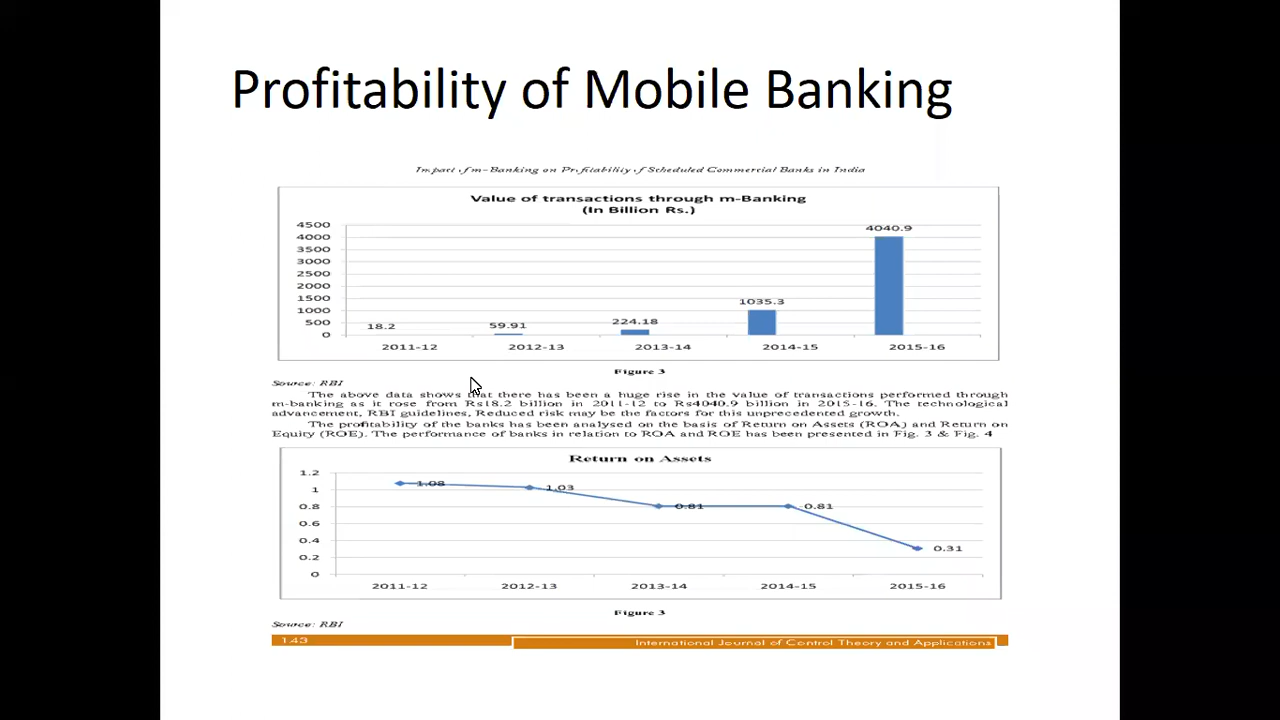 Profitability of Mobile Banking
Impact of m-Banking on Profitability of Scheduled Commercial Banks in India
Value of transactions through m-Banking
(In Billion Rs.)
4500
4000
3500
3000
2500
2000
1500
1000
500
0
18.2
59.91
224.18
1035.3
4040.9
2011-12 2012-13 2013-14 2014-15 2015-16
Figure 3
Source: RBI
The above data shows that there has been a huge rise in the value of transactions performed through
m-banking as it rose from Rs18.2 billion in 2011-12 to Rs4040.9 billion in 2015-16. The technological
advancement, RBI guidelines, Reduced risk may be the factors for this unprecedented growth.
The profitability of the banks has been analysed on the basis of Return on Assets (ROA) and Return on
Equity (ROE). The performance of banks in relation to ROA and ROE has been presented in Fig. 3 & Fig. 4
Return on Assets
1.2
1
0.8
0.6
0.4
0.2
0
1.08
1.03
0.81
0.81
0.31
2011-12 2012-13 2013-14 2014-15 2015-16
Figure 3
Source: RBI
143 International Journal of Control Theory and Applications